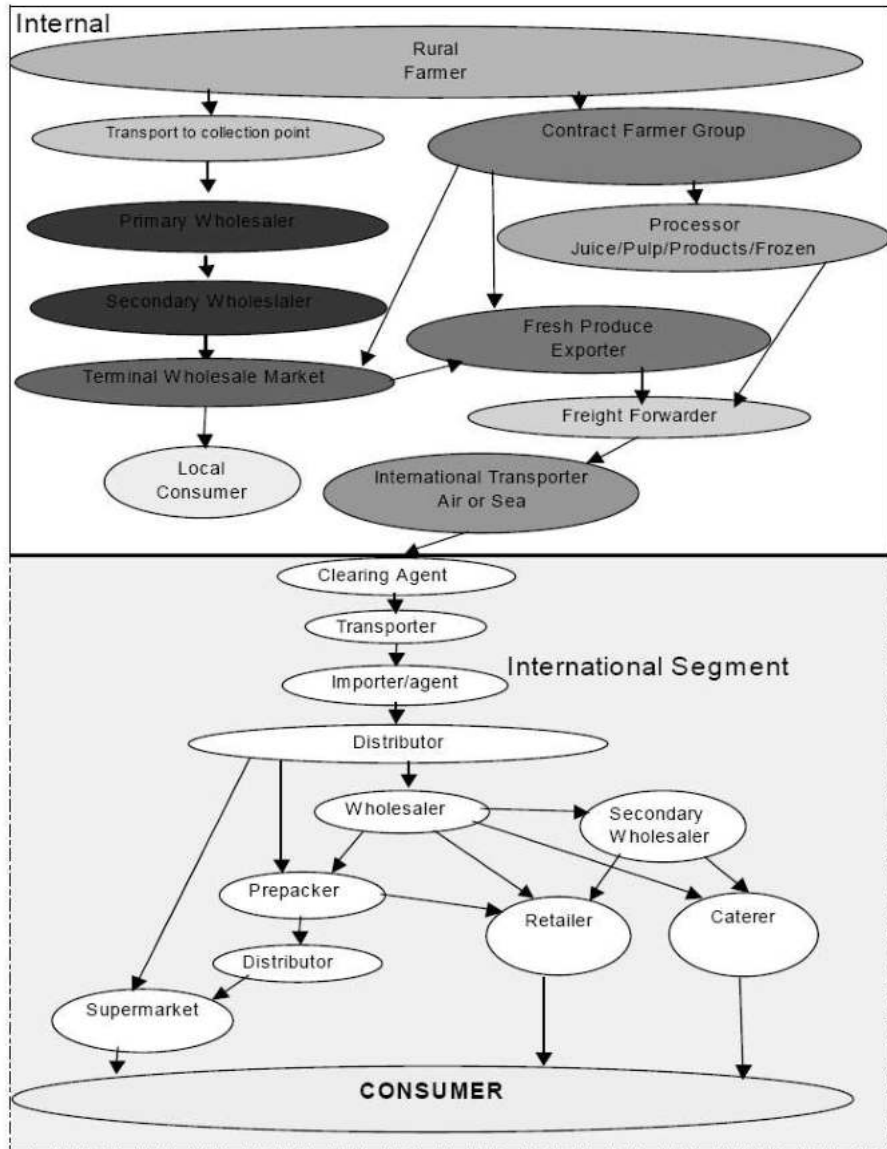 Internal
Rural
Farmer
Transport to collection point
Contract Farmer Group
Primary Wholesaler
Processor
Juice/Pulp/Products/Frozen
Secondary Wholeslaler
Fresh Produce
Exporter
Terminal Wholesale Market
Freight Forwarder
Local
Consumer
International Transporter
Air or Sea
Clearing Agent
Transporter
International Segment
Importer/agent
Distributor
Wholesaler
Secondary
Wholesaler
Prepacker
Retailer
Caterer
Distributor
Supermarket
CONSUMER